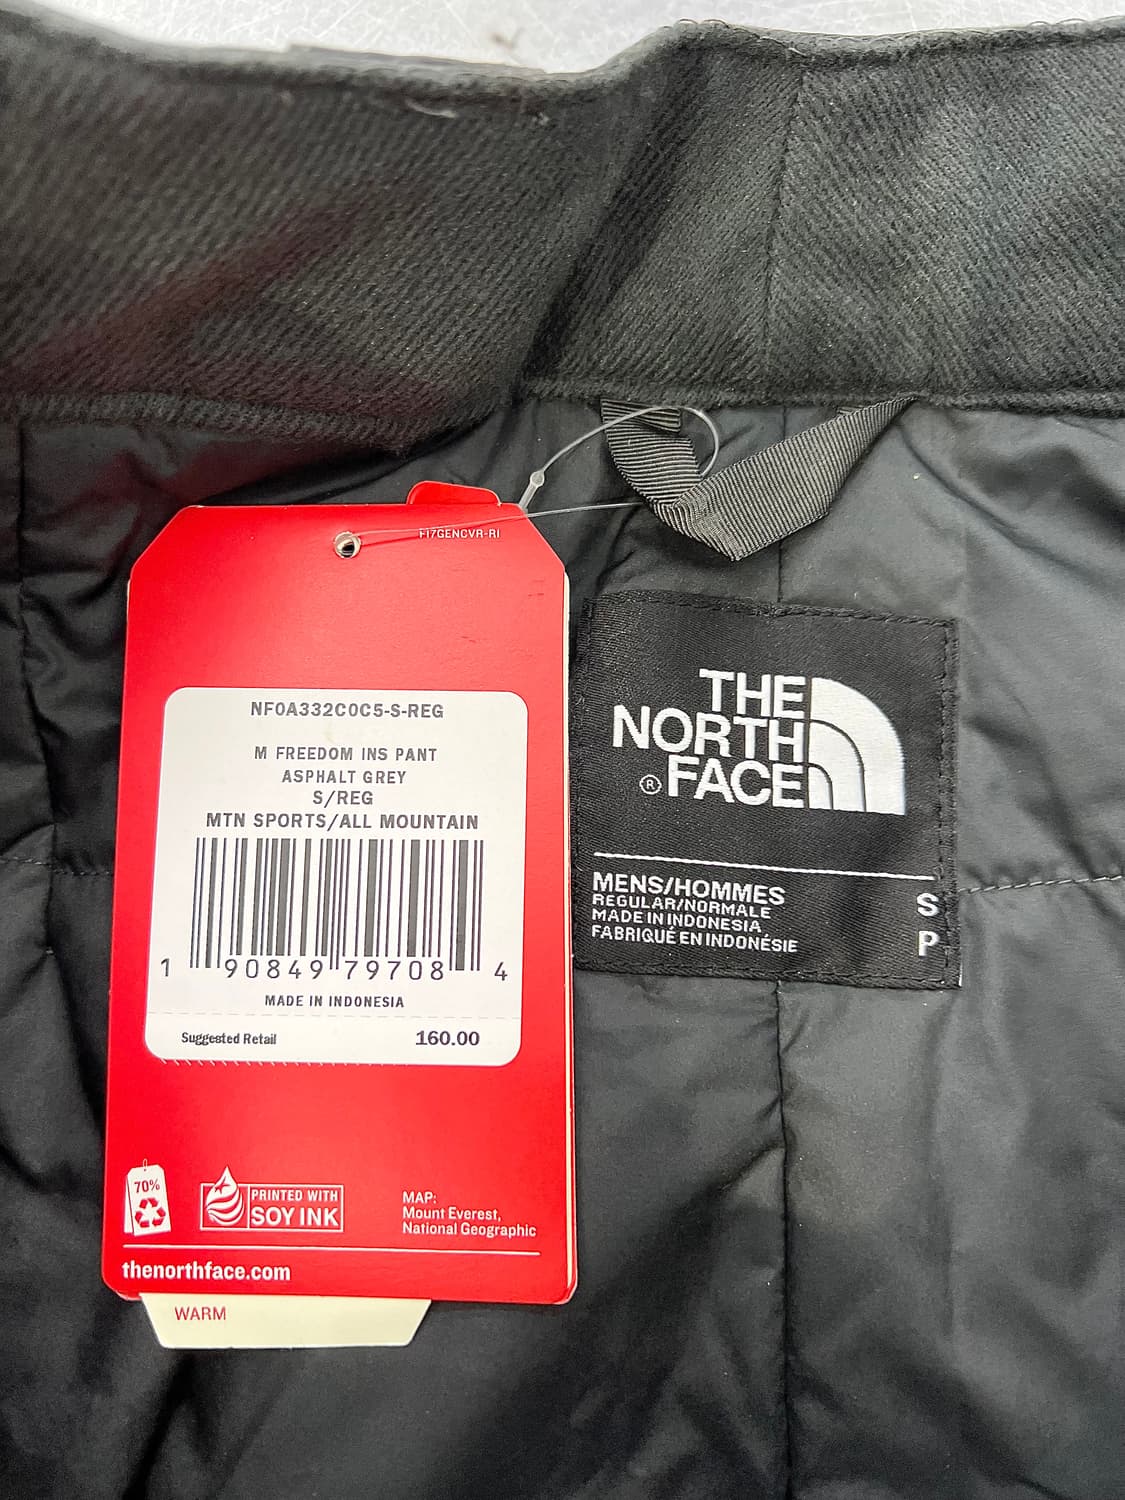 F17GENCVR-R1
NF0A332C0C5-S-REG
M FREEDOM INS PANT
ASPHALT GREY
S/REG
MTN SPORTS/ALL MOUNTAIN
1 90849 79708 4
MADE IN INDONESIA
Suggested Retail 160.00
70%
PRINTED WITH
SOY INK
MAP:
Mount Everest,
National Geographic
thenorthface.com
WARM
THE
NORTH
® FACE
MENS/HOMMES S
REGULAR/NORMALE
MADE IN INDONESIA
FABRIQUÉ EN INDONÉSIE P